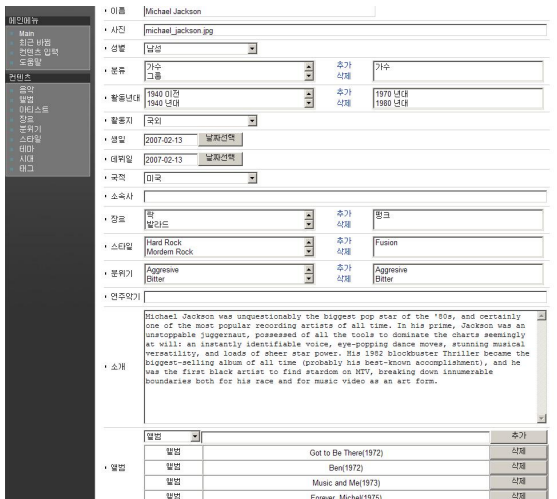 메인메뉴
Main
최근 바뀜
컨텐츠 입력
도움말
컨텐츠
음악
앨범
아티스트
장르
분위기
스타일
테마
시대
태그
이름 Michael Jackson
사진 michael_jackson.jpg
성별 남성
분류 가수 추가 가수
그룹 삭제
활동년대 1940 이전 추가 1970 년대
1940 년대 삭제 1980 년대
활동지 국외
생일 2007-02-13 날짜선택
데뷔일 2007-02-13 날짜선택
국적 미국
소속사
장르 락 추가 펑크
발라드 삭제
스타일 Hard Rock 추가 Fusion
Mordern Rock 삭제
분위기 Aggresive 추가 Aggresive
Bitter 삭제 Bitter
연주악기
소개
Michael Jackson was unquestionably the biggest pop star of the '80s, and certainly
one of the most popular recording artists of all time. In his prime, Jackson was an
unstoppable juggernaut, possessed of all the tools to dominate the charts seemingly
at will: an instantly identifiable voice, eye-popping dance moves, stunning musical
versatility, and loads of sheer star power. His 1982 blockbuster Thriller became the
biggest-selling album of all time (probably his best-known accomplishment), and he
was the first black artist to find stardom on MTV, breaking down innumerable
boundaries both for his race and for music video as an art form.
앨범 추가
앨범 Got to Be There(1972) 삭제
앨범 앨범 Ben(1972) 삭제
앨범 Music and Me(1973) 삭제
앨범 Forever, Michel(1975) 삭제